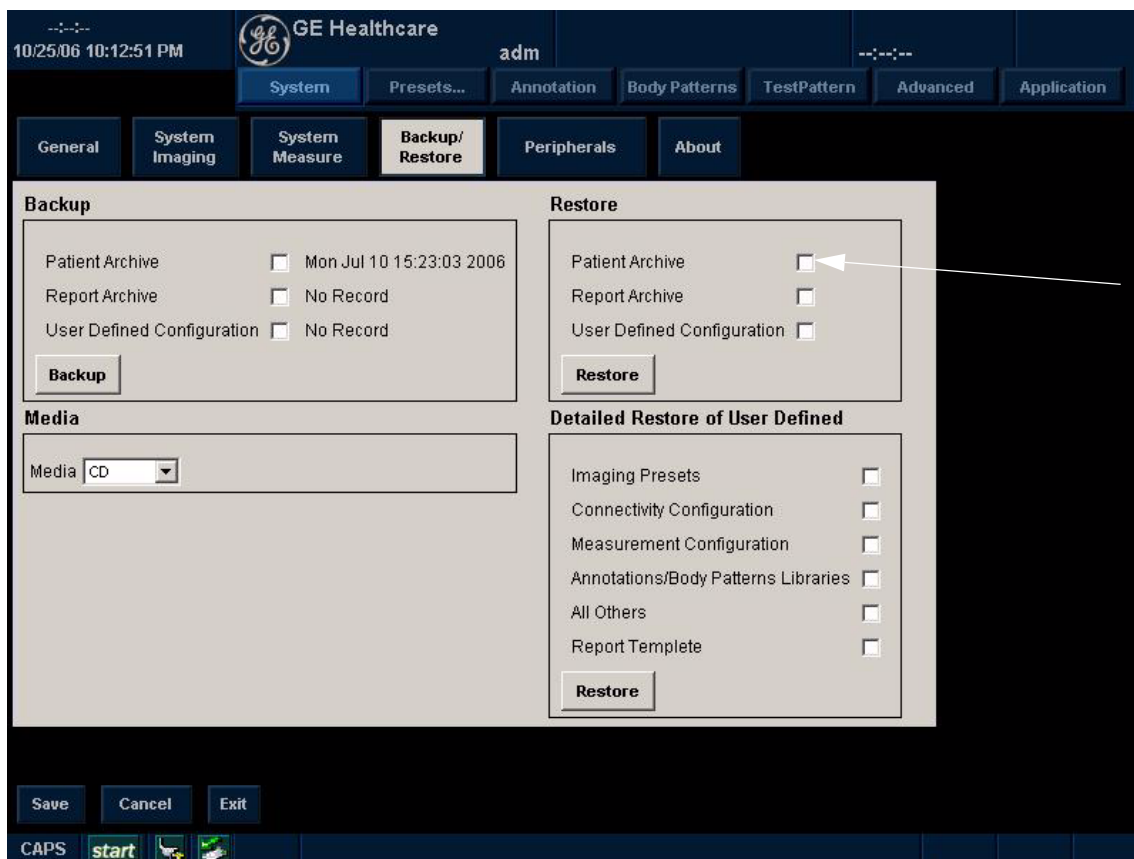 --:--:--
10/25/06 10:12:51 PM
GE
GE Healthcare
adm
--:--:--
System
Presets...
Annotation
Body Patterns
TestPattern
Advanced
Application
General
System
Imaging
System
Measure
Backup/
Restore
Peripherals
About
Backup
Patient Archive Mon Jul 10 15:23:03 2006
Report Archive No Record
User Defined Configuration No Record
Backup
Media
Media CD
Restore
Patient Archive
Report Archive
User Defined Configuration
Restore
Detailed Restore of User Defined
Imaging Presets
Connectivity Configuration
Measurement Configuration
Annotations/Body Patterns Libraries
All Others
Report Templete
Restore
Save
Cancel
Exit
CAPS
start